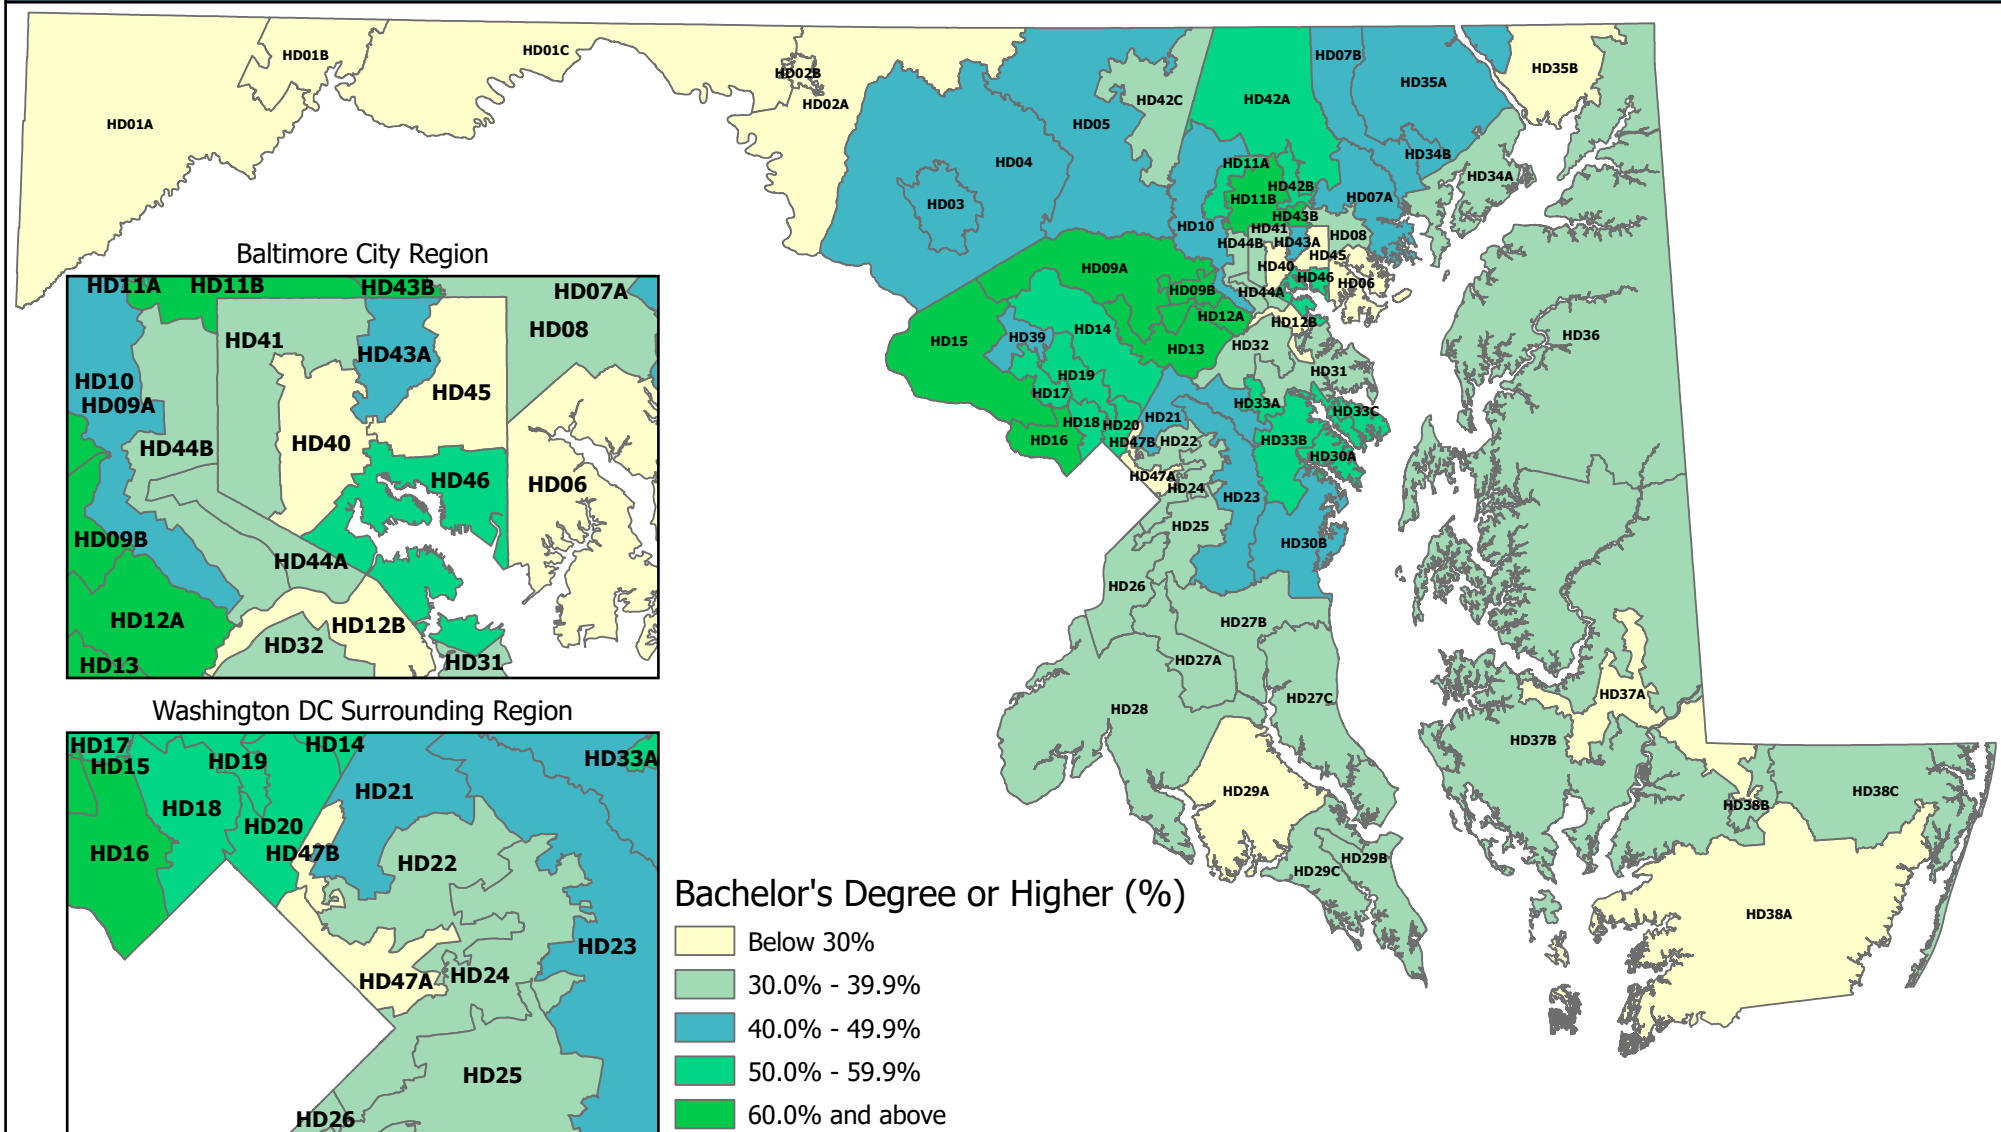 HD01A
HD01B
HD01C
HD02B
HD02A
HD03
HD04
HD05
HD42C
HD42A
HD07B
HD35A
HD35B
HD34B
HD34A
HD07A
HD11A
HD42B
HD11B
HD43B
HD10
HD41
HD44B
HD43A
HD08
HD45
HD40
HD46
HD06
HD44A
HD09A
HD09B
HD12A
HD12B
HD15
HD39
HD14
HD13
HD32
HD31
HD36
HD19
HD17
HD18
HD20
HD16
HD21
HD47B
HD22
HD33A
HD33C
HD33B
HD30A
HD47A
HD24
HD23
HD25
HD30B
HD26
HD27B
HD27A
HD27C
HD28
HD29A
HD29B
HD29C
HD37A
HD37B
HD38B
HD38C
HD38A
Baltimore City Region
HD11A
HD11B
HD43B
HD07A
HD41
HD08
HD43A
HD10
HD09A
HD45
HD44B
HD40
HD46
HD06
HD09B
HD44A
HD12A
HD12B
HD32
HD13
HD31
Washington DC Surrounding Region
HD17
HD14
HD15
HD19
HD33A
HD21
HD18
HD20
HD16
HD47B
HD22
HD23
HD47A
HD24
HD25
HD26
Bachelor's Degree or Higher (%)
Below 30%
30.0% - 39.9%
40.0% - 49.9%
50.0% - 59.9%
60.0% and above